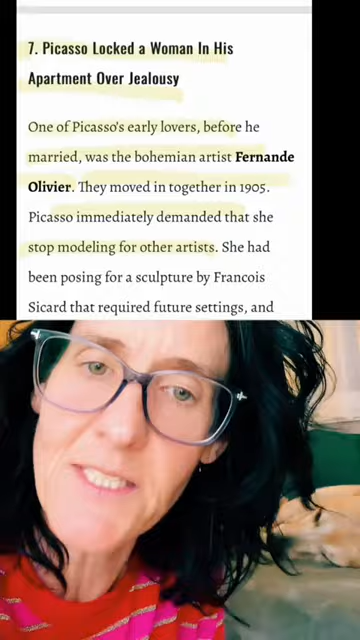 7. Picasso Locked a Woman In His
Apartment Over Jealousy
One of Picasso's early lovers, before he
married, was the bohemian artist Fernande
Olivier. They moved in together in 1905.
Picasso immediately demanded that she
stop modeling for other artists. She had
been posing for a sculpture by Francois
Sicard that required future settings, and